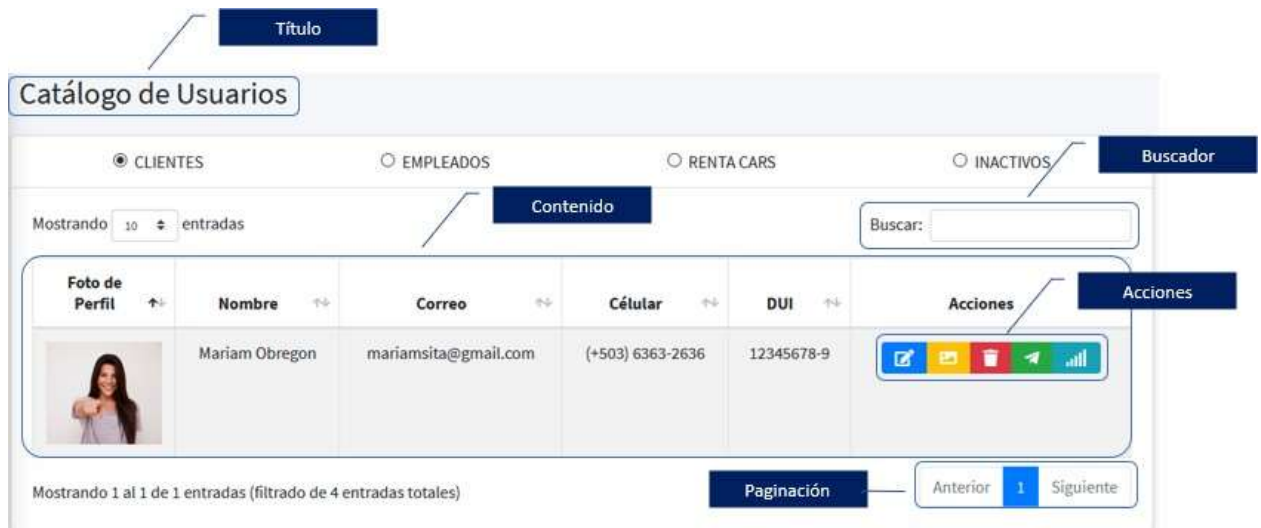 Título
Catálogo de Usuarios
CLIENTES EMPLEADOS RENTA CARS INACTIVOS
Buscador
Contenido
Mostrando 10 entradas Buscar:
Foto de Perfil Nombre Correo Célular DUI Acciones
Acciones
Mariam Obregon mariamsita@gmail.com (+503) 6363-2636 12345678-9
Mostrando 1 al 1 de 1 entradas (filtrado de 4 entradas totales)
Paginación
Anterior 1 Siguiente